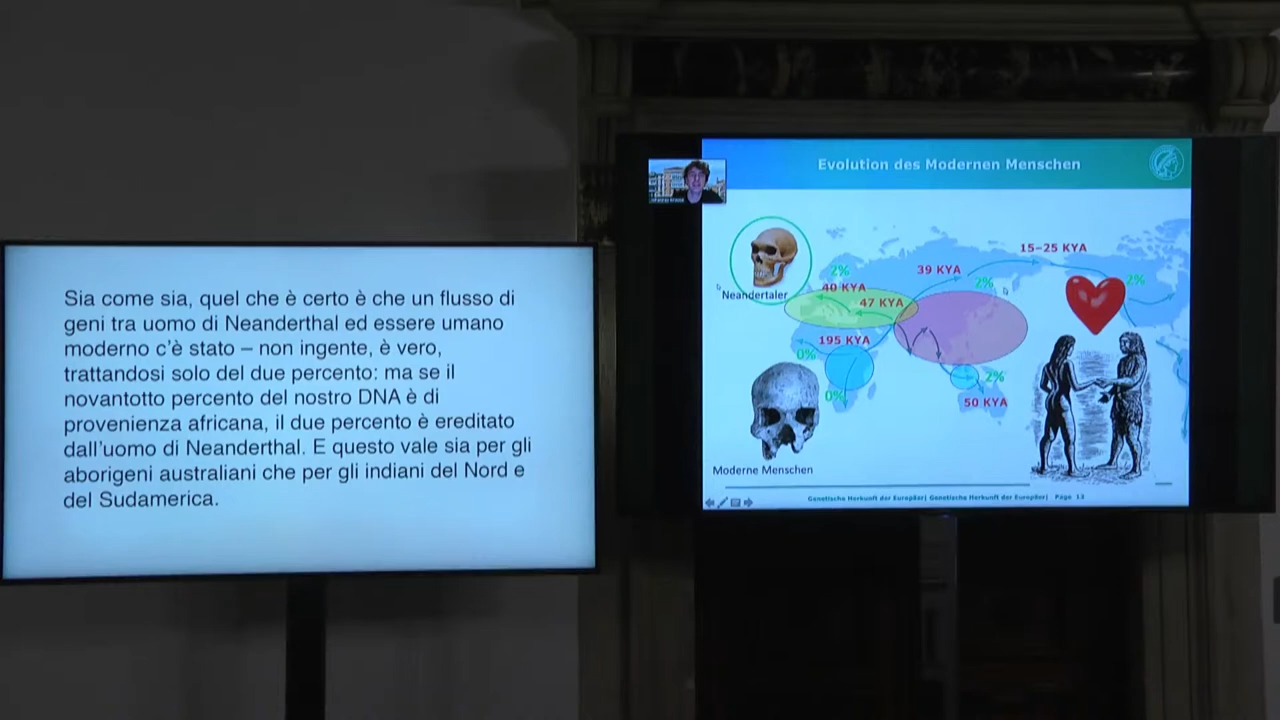 Sia come sia, quel che è certo è che un flusso di
geni tra uomo di Neanderthal ed essere umano
moderno c'è stato – non ingente, è vero,
trattandosi solo del due percento: ma se il
novantotto percento del nostro DNA è di
provenienza africana, il due percento è ereditato
dall'uomo di Neanderthal. E questo vale sia per gli
aborigeni australiani che per gli indiani del Nord e
del Sudamerica.
Evolution des Modernen Menschen
15–25 KYA
2%
39 KYA
2%
2%
Neandertaler
40 KYA
47 KYA
195 KYA
0%
2%
0%
50 KYA
Moderne Menschen
Genetische Herkunft der Europäer| Genetische Herkunft der Europäer| Page 13